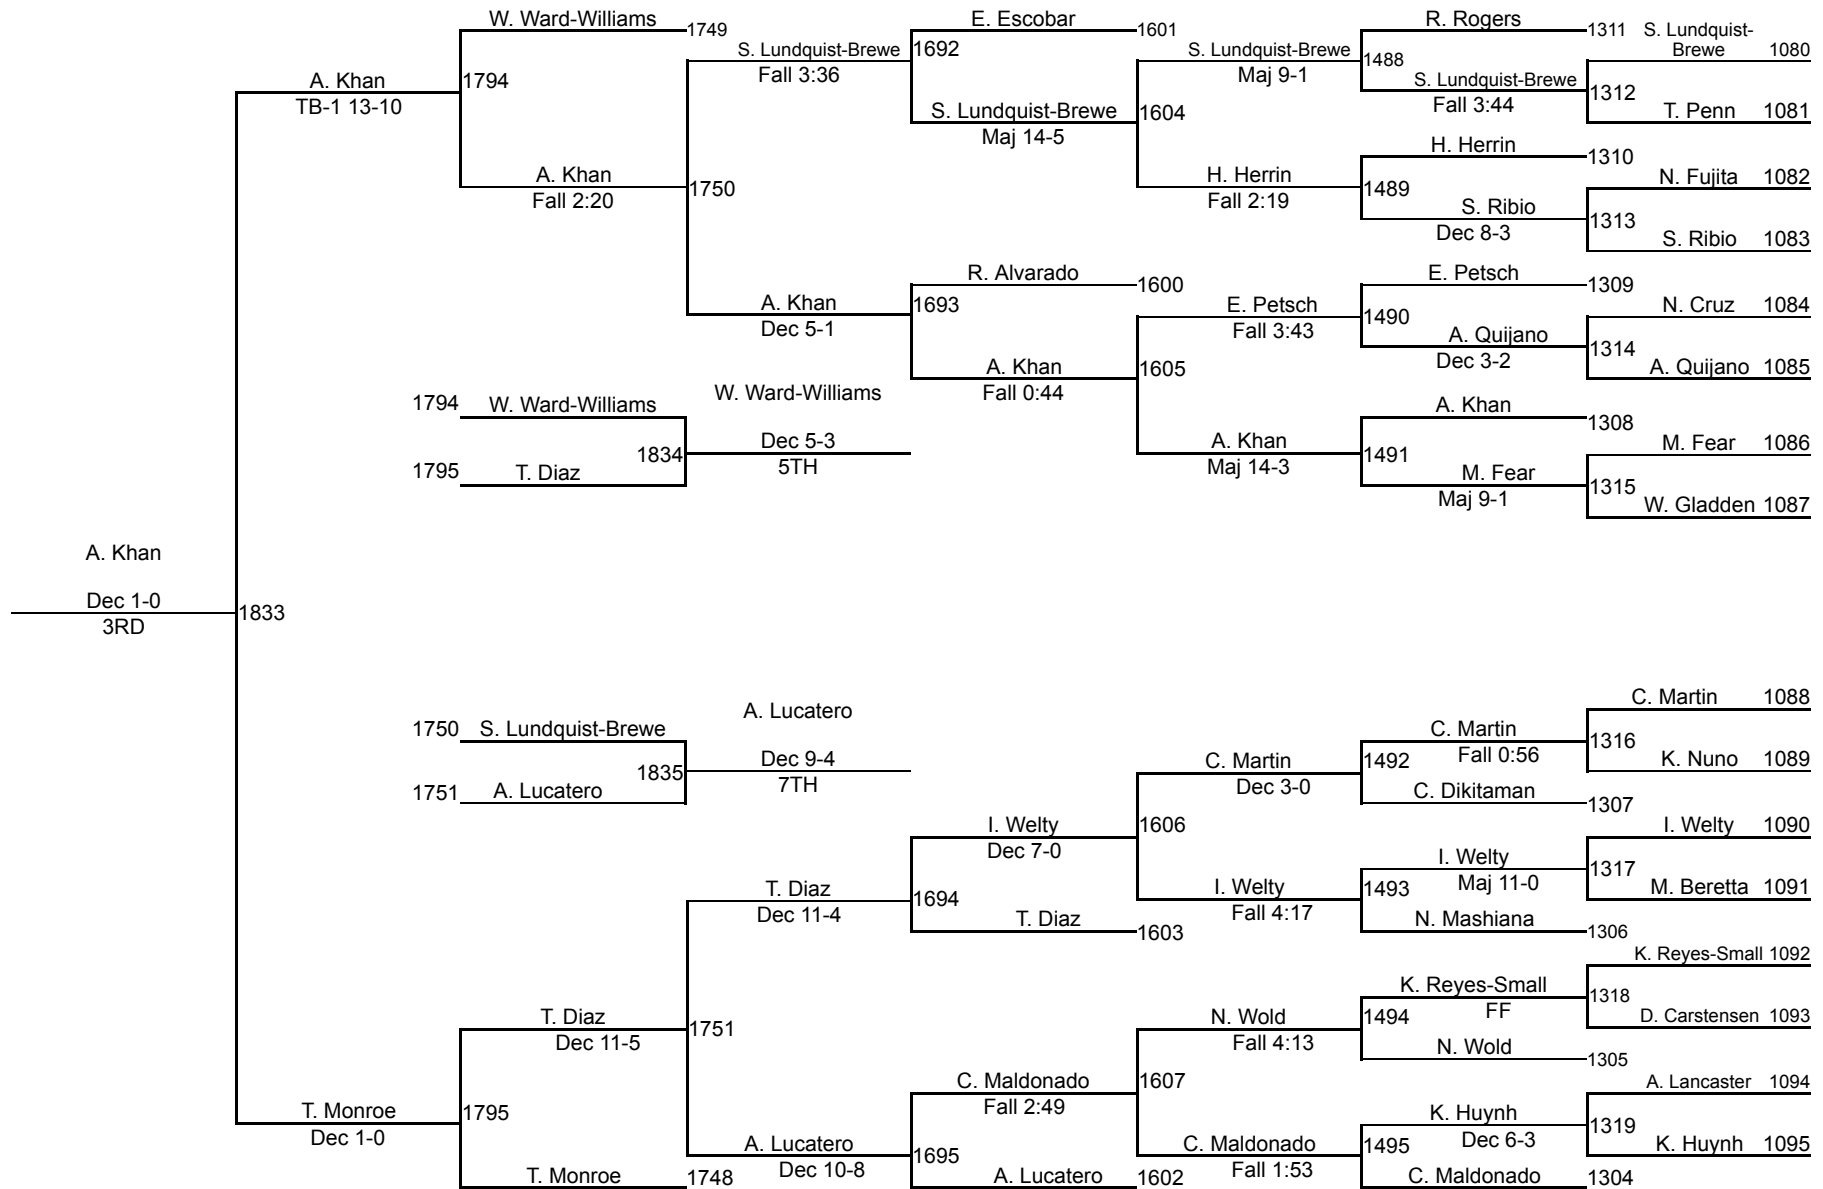 W. Ward-Williams
1749
E. Escobar
1601
R. Rogers
1311
S. Lundquist-
Brewe 1080
S. Lundquist-Brewe
Fall 3:36
1692
S. Lundquist-Brewe
Maj 9-1
1488
A. Khan
TB-1 13-10
1794
S. Lundquist-Brewe
Fall 3:44
1312
T. Penn 1081
S. Lundquist-Brewe
Maj 14-5
1604
H. Herrin
1310
N. Fujita 1082
A. Khan
Fall 2:20
1750
H. Herrin
Fall 2:19
1489
S. Ribio
Dec 8-3
1313
S. Ribio 1083
R. Alvarado
1600
E. Petsch
1309
A. Khan
Dec 5-1
1693
E. Petsch
Fall 3:43
1490
N. Cruz 1084
A. Quijano
Dec 3-2
1314
A. Quijano 1085
A. Khan
Fall 0:44
1605
1794 W. Ward-Williams
W. Ward-Williams
A. Khan
1308
1834
Dec 5-3
5TH
A. Khan
Maj 14-3
1491
M. Fear 1086
1795 T. Diaz
M. Fear
Maj 9-1
1315
W. Gladden 1087
A. Khan
Dec 1-0
3RD
1833
C. Martin 1088
1750 S. Lundquist-Brewe
A. Lucatero
C. Martin
Fall 0:56
1316
1835
Dec 9-4
7TH
C. Martin
Dec 3-0
1492
K. Nuno 1089
1751 A. Lucatero
C. Dikitaman
1307
I. Welty
Dec 7-0
1606
I. Welty 1090
I. Welty
Maj 11-0
1317
T. Diaz
Dec 11-4
1694
I. Welty
Fall 4:17
1493
M. Beretta 1091
T. Diaz
1603
N. Mashiana
1306
K. Reyes-Small 1092
K. Reyes-Small
FF
1318
T. Diaz
Dec 11-5
1751
N. Wold
Fall 4:13
1494
D. Carstensen 1093
N. Wold
1305
C. Maldonado
Fall 2:49
1607
A. Lancaster 1094
T. Monroe
Dec 1-0
1795
K. Huynh
Dec 6-3
1319
A. Lucatero
Dec 10-8
1695
C. Maldonado
Fall 1:53
1495
K. Huynh 1095
T. Monroe
1748
A. Lucatero
1602
C. Maldonado
1304